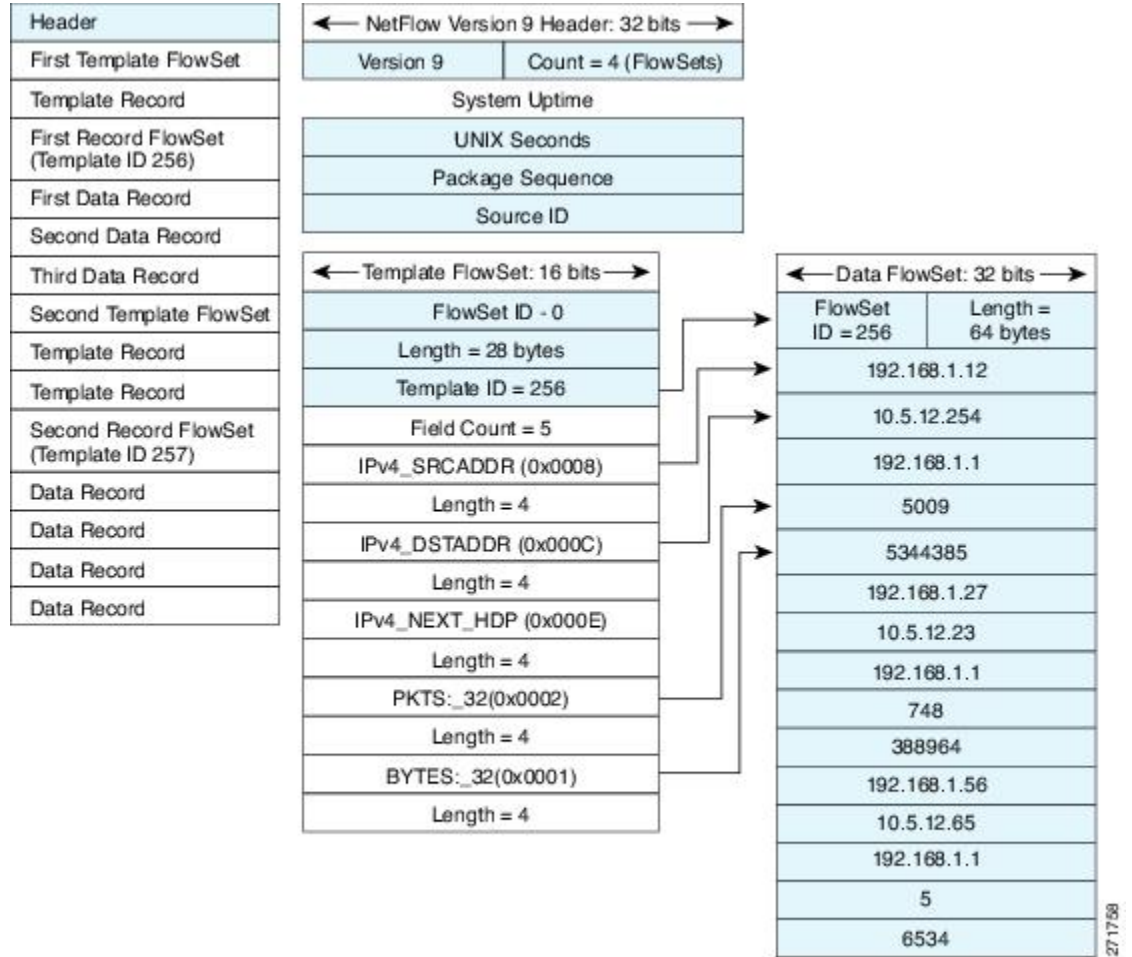 Header
First Template FlowSet
Template Record
First Record FlowSet
(Template ID 256)
First Data Record
Second Data Record
Third Data Record
Second Template FlowSet
Template Record
Template Record
Second Record FlowSet
(Template ID 257)
Data Record
Data Record
Data Record
Data Record
NetFlow Version 9 Header: 32 bits
Version 9
Count = 4 (FlowSets)
System Uptime
UNIX Seconds
Package Sequence
Source ID
Template FlowSet: 16 bits
FlowSet ID - 0
Length = 28 bytes
Template ID = 256
Field Count = 5
IPv4_SRCADDR (0x0008)
Length = 4
IPv4_DSTADDR (0x000C)
Length = 4
IPv4_NEXT_HDP (0x000E)
Length = 4
PKTS:_32(0x0002)
Length = 4
BYTES:_32(0x0001)
Length = 4
Data FlowSet: 32 bits
FlowSet
ID = 256
Length =
64 bytes
192.168.1.12
10.5.12.254
192.168.1.1
5009
5344385
192.168.1.27
10.5.12.23
192.168.1.1
748
388964
192.168.1.56
10.5.12.65
192.168.1.1
5
6534
271758